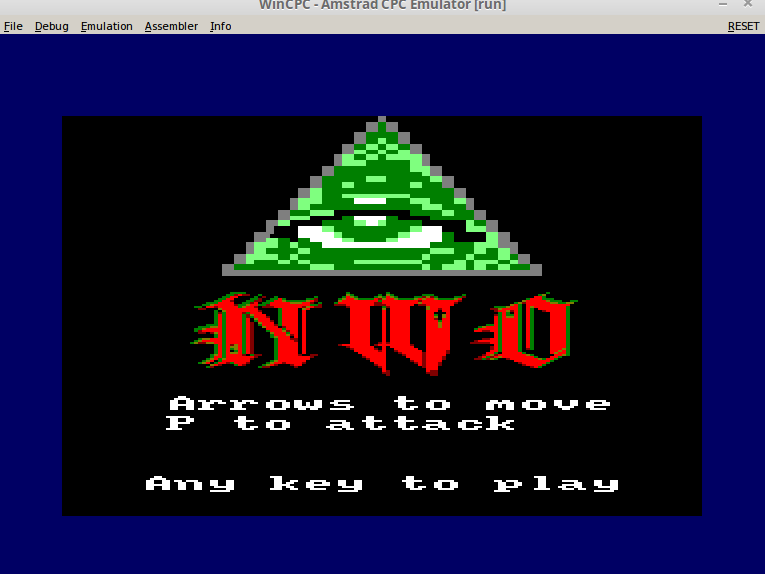 WinCPC - Amstrad CPC Emulator [run]
File Debug Emulation Assembler Info RESET
NWO
Arrows to move
P to attack
Any key to play